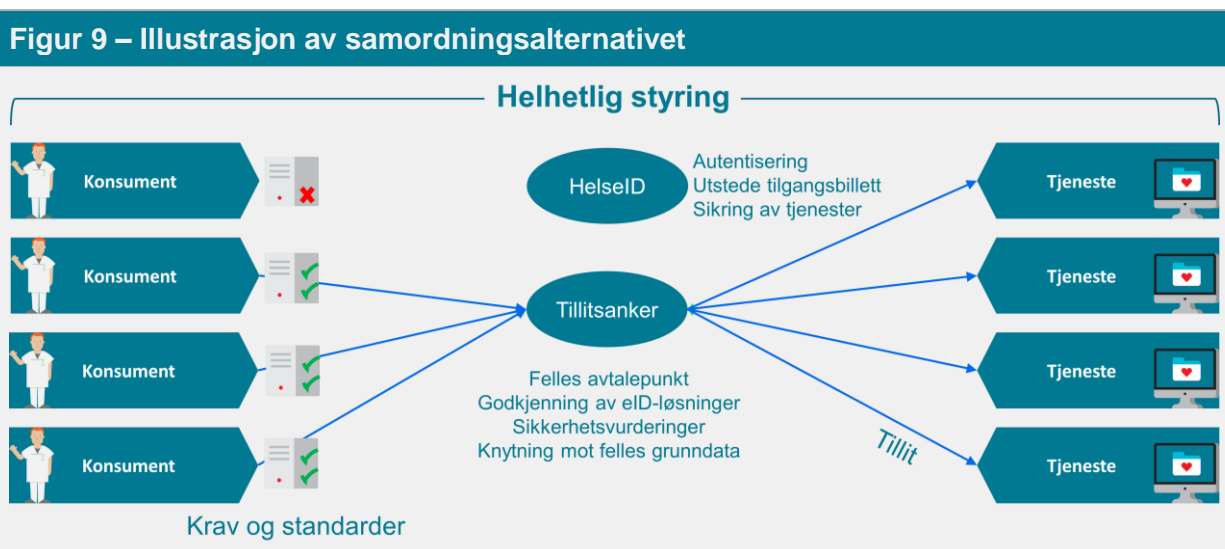 Figur 9 – Illustrasjon av samordningsalternativet
Helhetlig styring
Konsument
HelseID
Autentisering
Utstede tilgangsbillett
Sikring av tjenester
Tjeneste
Konsument
Tjeneste
Tillitsanker
Konsument
Tjeneste
Felles avtalepunkt
Godkjenning av eID-løsninger
Sikkerhetsvurderinger
Knytning mot felles grunndata
Tillit
Konsument
Tjeneste
Krav og standarder